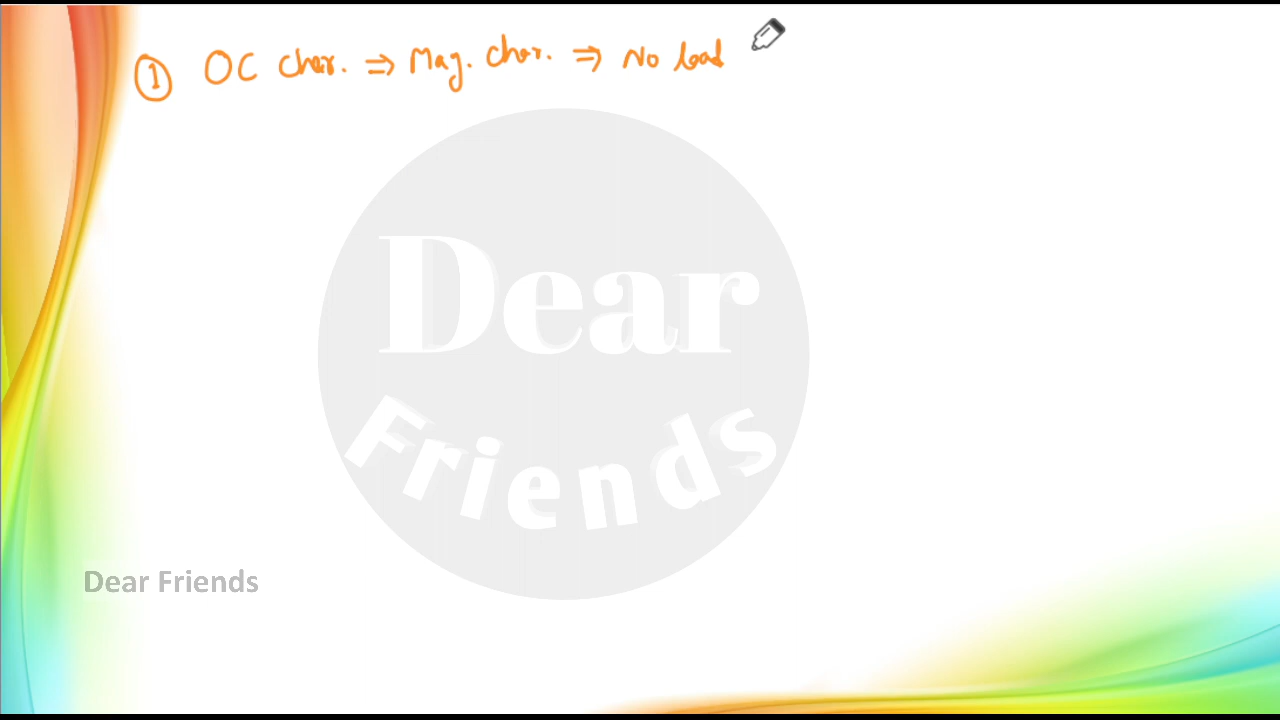 ① OC char. ⇒ Mag. char. ⇒ No load
Dear
Friends
Dear Friends